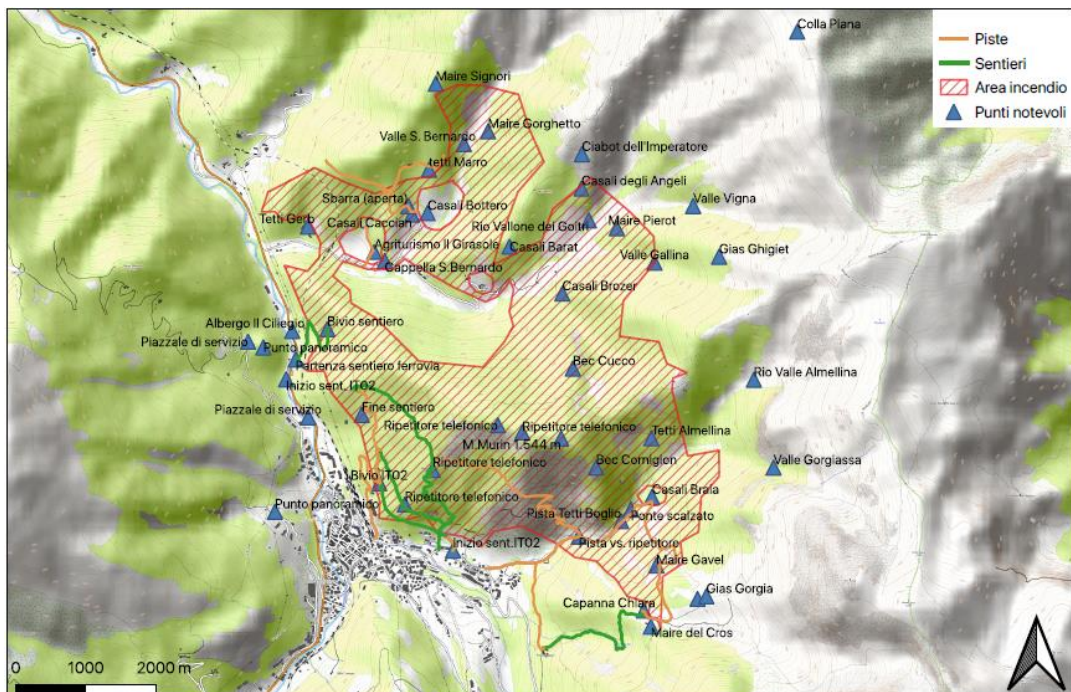 Colla Piana
Piste
Sentieri
Area incendio
Punti notevoli
Maire Signori
Maire Gorghetto
Valle S. Bernardo
Ciabot dell'Imperatore
tetti Marro
Casali degli Angeli
Sbarra (aperta)
Valle Vigna
Casali Bottero
Tetti Gerb
Casali Caccian
Rio Vallone dei Goltri
Maire Pierot
Agriturismo Il Girasole
Casali Barat
Valle Gallina
Gias Ghigiet
Cappella S.Bernardo
Casali Brozer
Albergo Il Ciliegio
Bivio sentiero
Piazzale di servizio
Punto panoramico
Partenza sentiero ferrovia
Bec Cucco
Inizio sent. IT02
Rio Valle Almellina
Piazzale di servizio
Fine sentiero
Ripetitore telefonico
Ripetitore telefonico
Tetti Almellina
M.Murin 1.544 m
Ripetitore telefonico
Bec Cornigion
Valle Gorgiassa
Bivio IT02
Casali Braia
Ripetitore telefonico
Punto panoramico
Pista Tetti Boglio
Ponte scalzato
Inizio sent.IT02
Pista vs. ripetitore
Maire Gavel
Gias Gorgia
Capanna Chiara
Maire del Cros
0 1000 2000 m